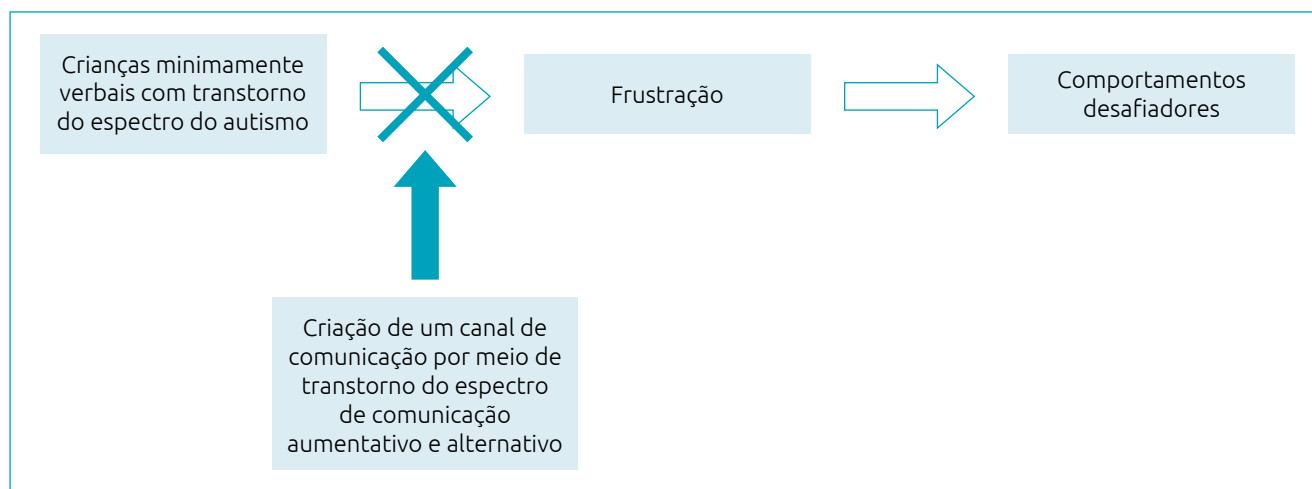 Crianças minimamente
verbais com transtorno
do espectro do autismo
Frustração
Comportamentos
desafiadores
Criação de um canal de
comunicação por meio de
transtorno do espectro
de comunicação
aumentativo e alternativo